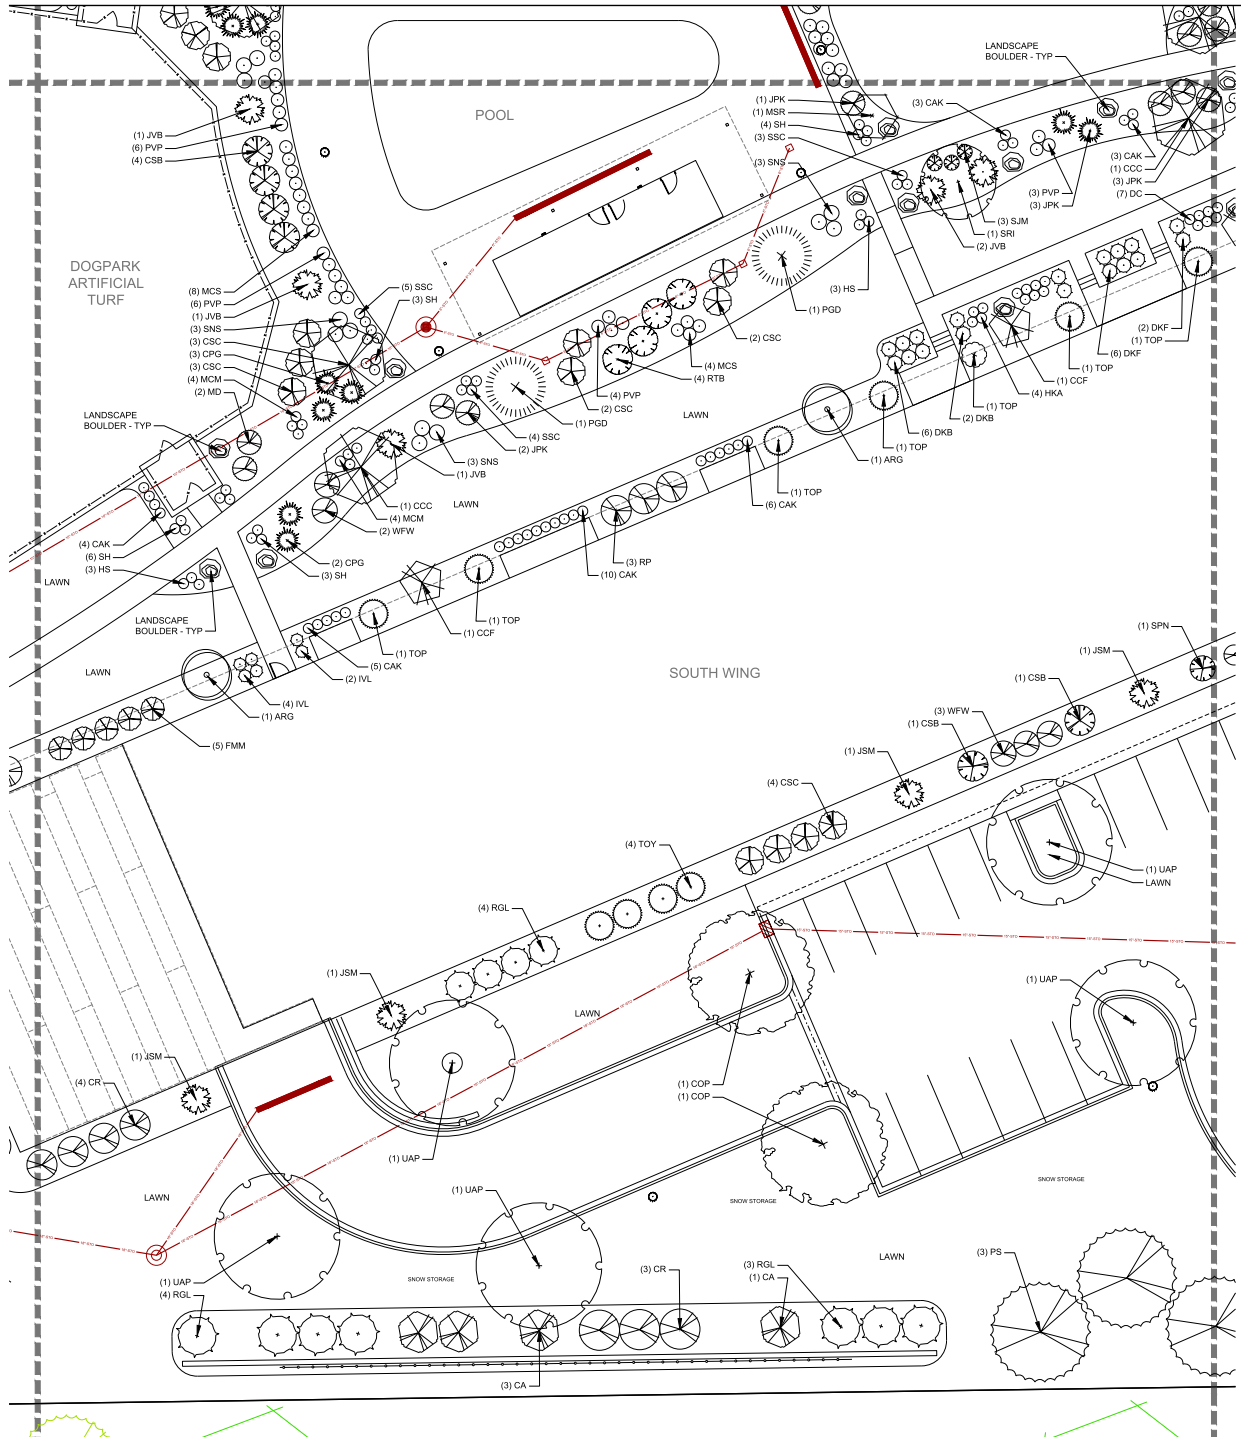 LANDSCAPE
BOULDER - TYP
POOL
(1) JPK
(1) MSR
(4) SH
(3) SSC
(3) CAK
(3) SNS
(1) JVB
(6) PVP
(4) CSB
(3) CAK
(1) CCC
(3) JPK
(7) DC
(3) PVP
(3) JPK
(3) SJM
(1) SRI
(2) JVB
DOGPARK
ARTIFICIAL
TURF
(8) MCS
(6) PVP
(1) JVB
(3) SNS
(3) CSC
(3) CPG
(3) CSC
(4) MCM
(2) MD
(5) SSC
(3) SH
(3) HS
(1) PGD
(2) CSC
(4) MCS
(4) RTB
(4) PVP
(2) CSC
(1) PGD
(2) DKF
(1) TOP
(6) DKF
(1) TOP
(1) CCF
(4) HKA
(1) TOP
(2) DKB
(6) DKB
(1) TOP
(1) ARG
LAWN
LANDSCAPE
BOULDER - TYP
(4) SSC
(2) JPK
(3) SNS
(1) JVB
LAWN
(1) CCC
(4) MCM
(2) WFW
(1) TOP
(6) CAK
(4) CAK
(6) SH
(3) HS
LAWN
(2) CPG
(3) SH
(3) RP
(10) CAK
LANDSCAPE
BOULDER - TYP
(1) TOP
(1) CCF
(1) TOP
(5) CAK
(2) IVL
LAWN
(4) IVL
(1) ARG
(5) FMM
SOUTH WING
(1) SPN
(1) JSM
(1) CSB
(3) WFW
(1) CSB
(1) JSM
(4) CSC
(4) TOY
(1) UAP
LAWN
(4) RGL
(1) JSM
LAWN
(1) UAP
(1) JSM
(4) CR
(1) COP
(1) COP
(1) UAP
(1) UAP
LAWN
SNOW STORAGE
SNOW STORAGE
LAWN
(3) PS
(1) UAP
(4) RGL
SNOW STORAGE
(3) CR
(3) RGL
(1) CA
(3) CA